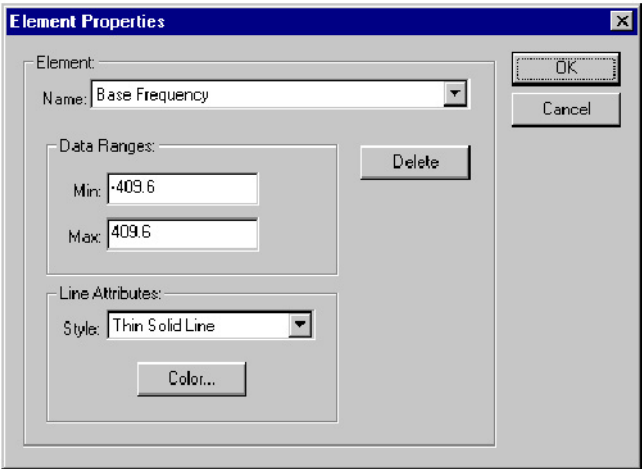 Element Properties
Element:
Name: Base Frequency
OK
Cancel
Data Ranges:
Delete
Min: -409.6
Max: 409.6
Line Attributes:
Style: Thin Solid Line
Color...